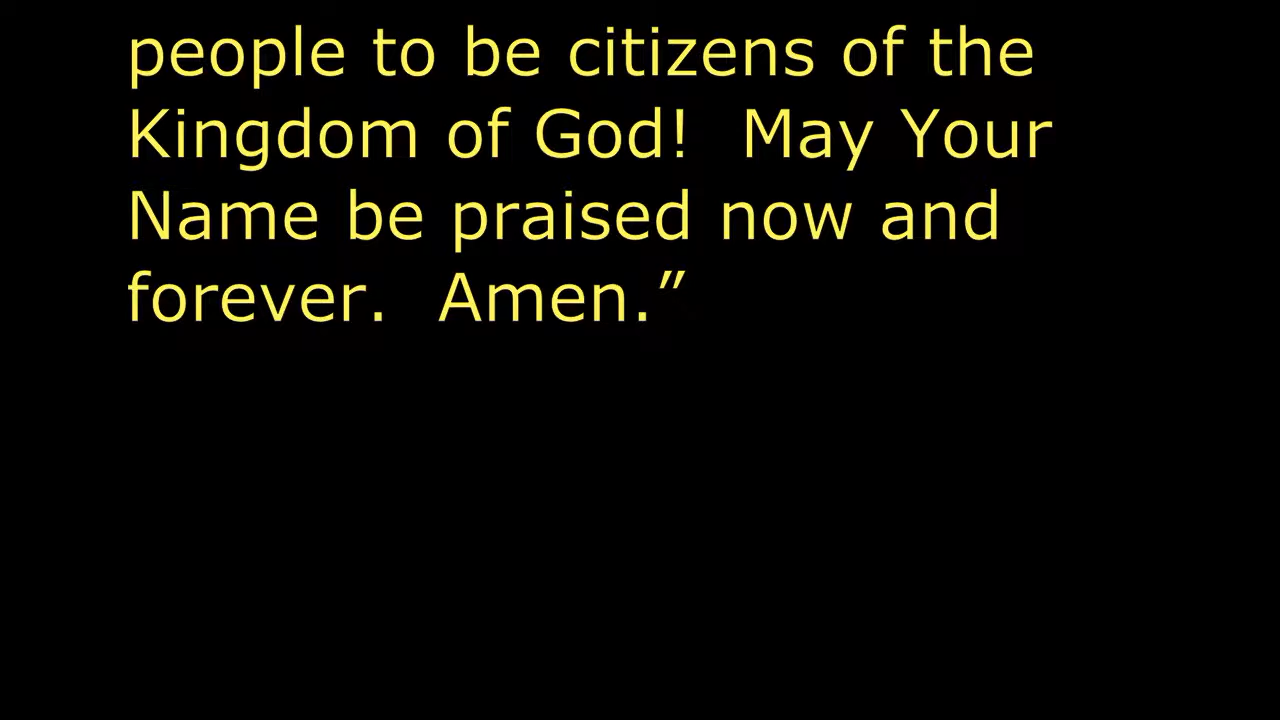 people to be citizens of the
Kingdom of God!  May Your
Name be praised now and
forever.  Amen.”